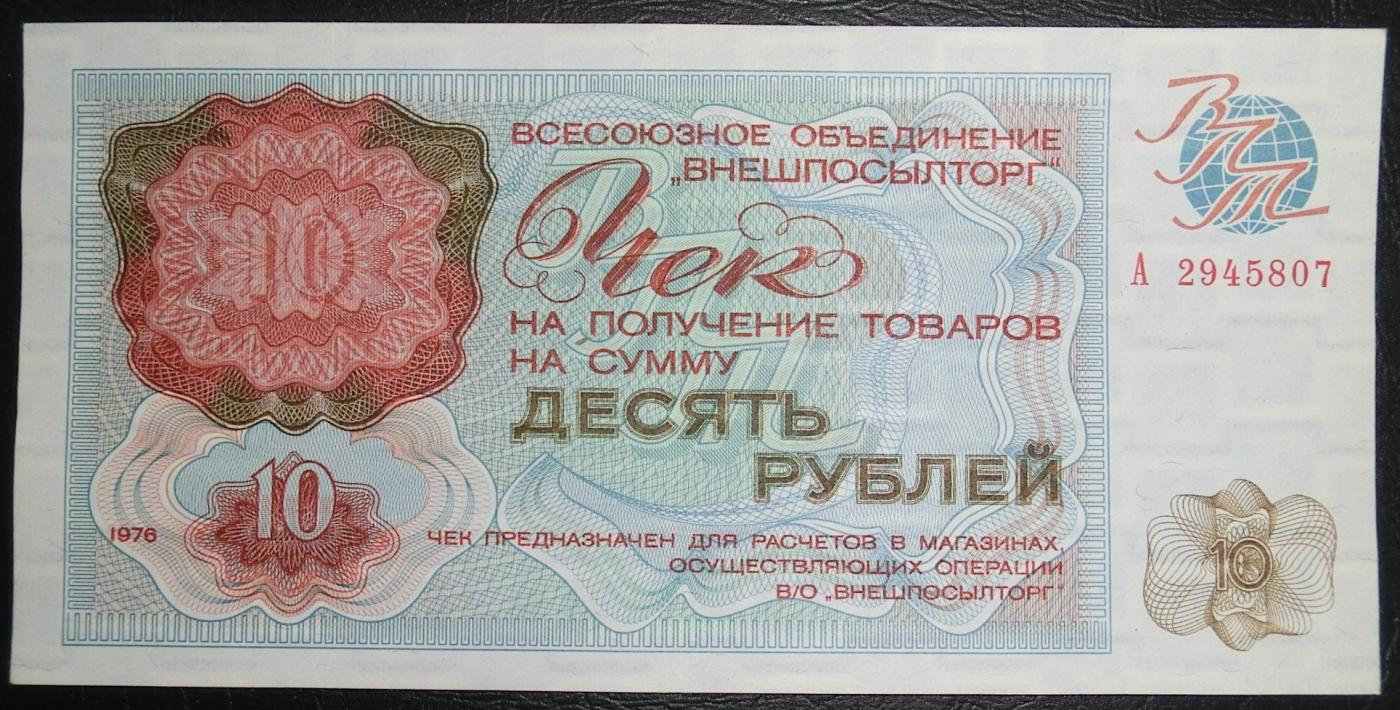 ВСЕСОЮЗНОЕ ОБЪЕДИНЕНИЕ
„ВНЕШПОСЫЛТОРГ"
ВПТ
Чек
А 2945807
НА ПОЛУЧЕНИЕ ТОВАРОВ
НА СУММУ
ДЕСЯТЬ
РУБЛЕЙ
10
10
10
1976
ЧЕК ПРЕДНАЗНАЧЕН ДЛЯ РАСЧЕТОВ В МАГАЗИНАХ,
ОСУЩЕСТВЛЯЮЩИХ ОПЕРАЦИИ
В/О „ВНЕШПОСЫЛТОРГ"
ВПТ